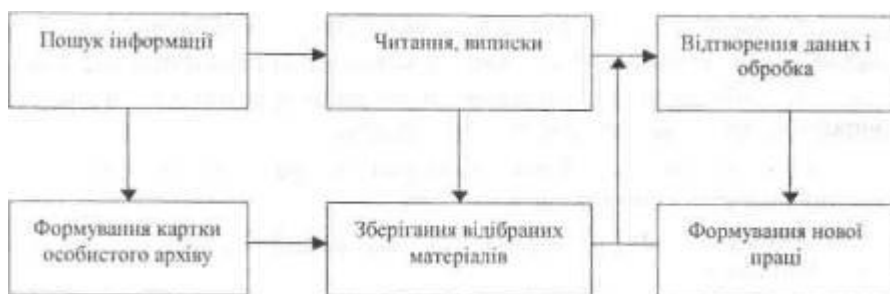 Пошук інформації
Читання, виписки
Відтворення даних і
обробка
Формування картки
особистого архіву
Зберігання відібраних
матеріалів
Формування нової
праці